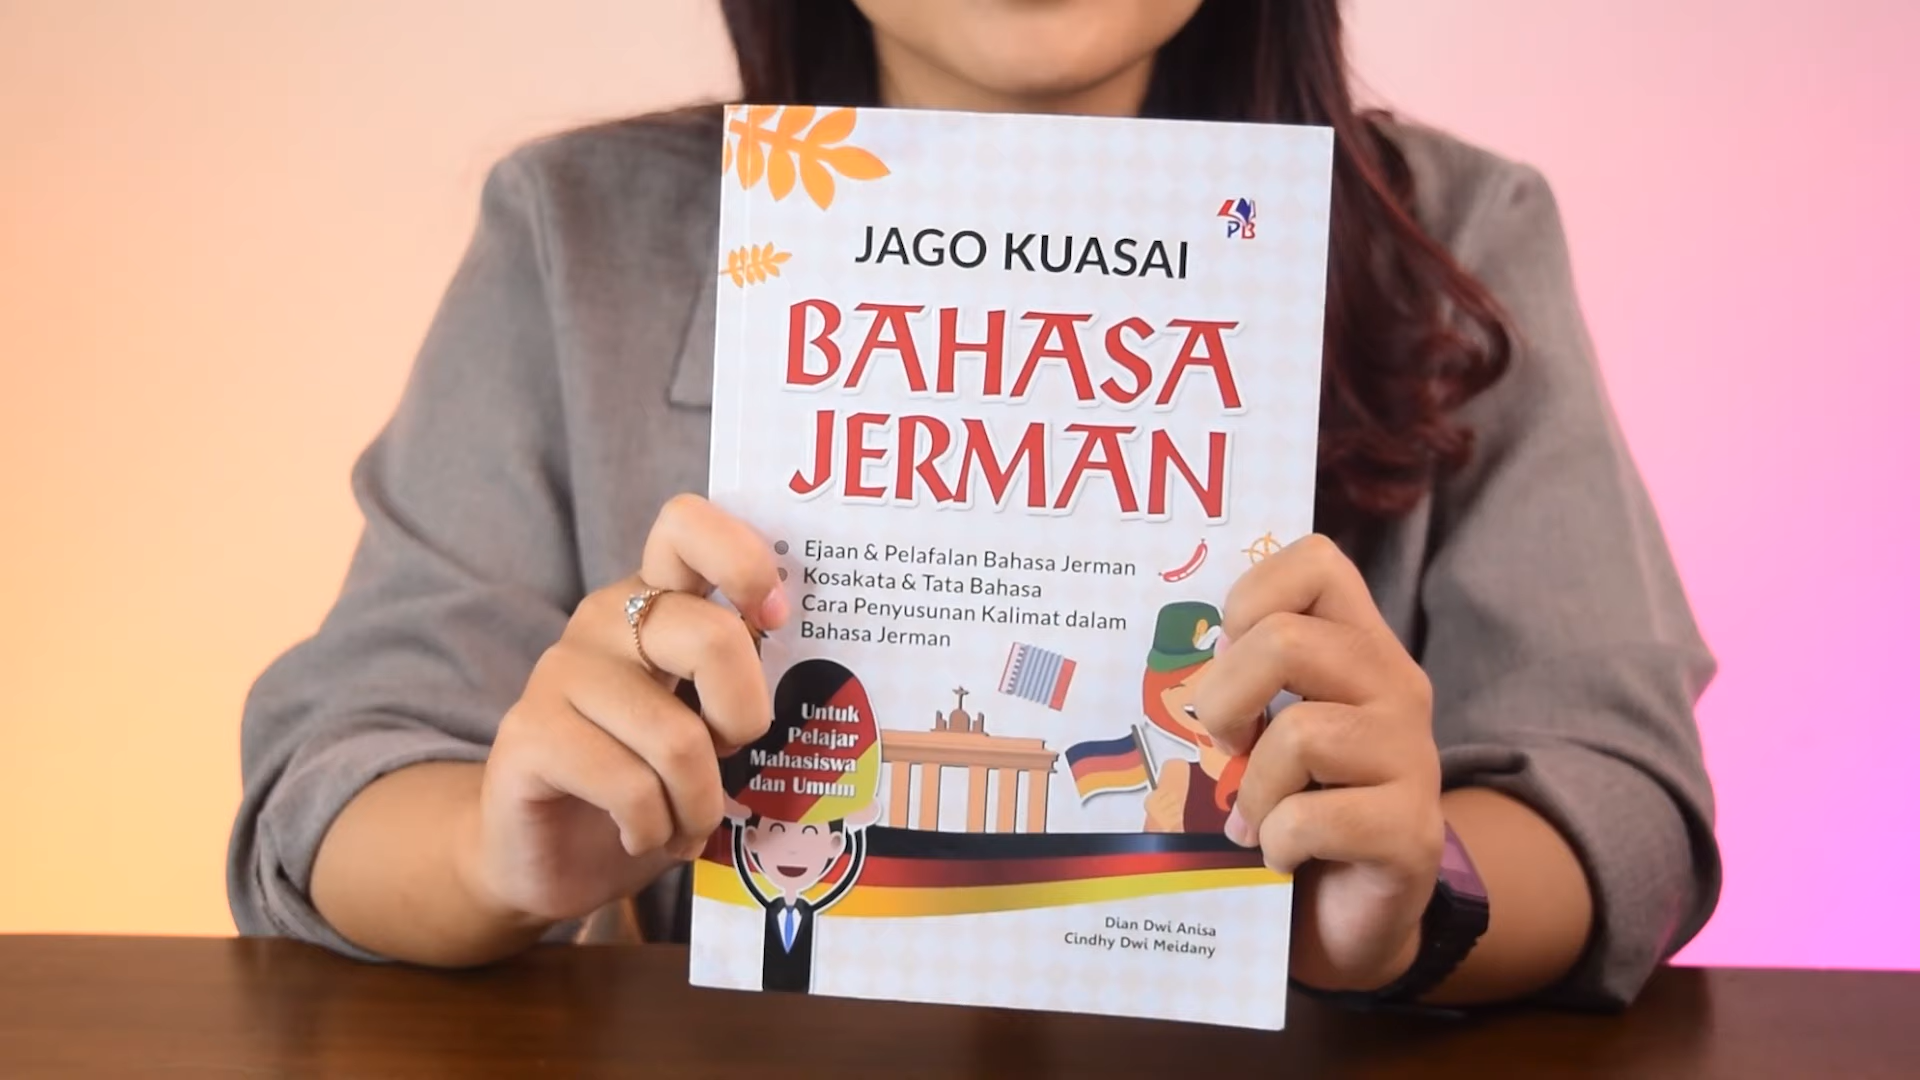 PB
JAGO KUASAI
BAHASA
JERMAN
Ejaan & Pelafalan Bahasa Jerman
Kosakata & Tata Bahasa
Cara Penyusunan Kalimat dalam
Bahasa Jerman
Untuk
Pelajar
Mahasiswa
dan Umum
Dian Dwi Anisa
Cindhy Dwi Meidany